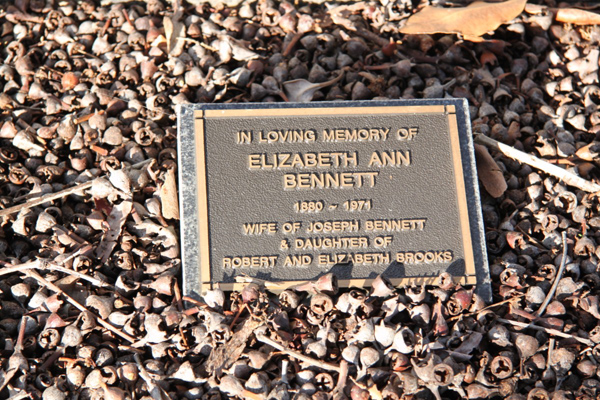 IN LOVING MEMORY OF
ELIZABETH ANN
BENNETT
1880 - 1971
WIFE OF JOSEPH BENNETT
& DAUGHTER OF
ROBERT AND ELIZABETH BROOKS